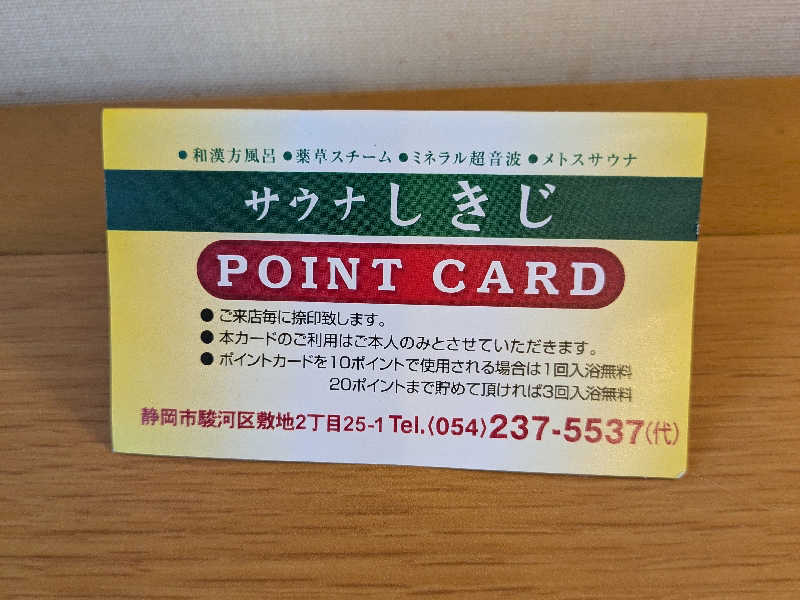 ●和漢方風呂●薬草スチーム●ミネラル超音波●メトスサウナ
サウナしきじ
POINT CARD
●ご来店毎に捺印致します。
●本カードのご利用はご本人のみとさせていただきます。
●ポイントカードを10ポイントで使用される場合は1回入浴無料
20ポイントまで貯めて頂ければ3回入浴無料
静岡市駿河区敷地2丁目25-1 Tel.(054)237-5537(代)